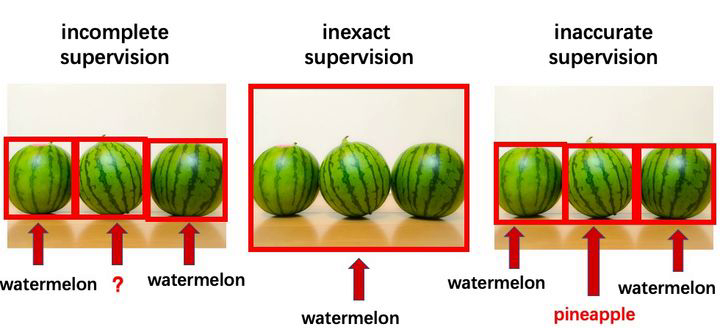 incomplete
supervision
inexact
supervision
inaccurate
supervision
watermelon
?
watermelon
watermelon
watermelon
pineapple
watermelon